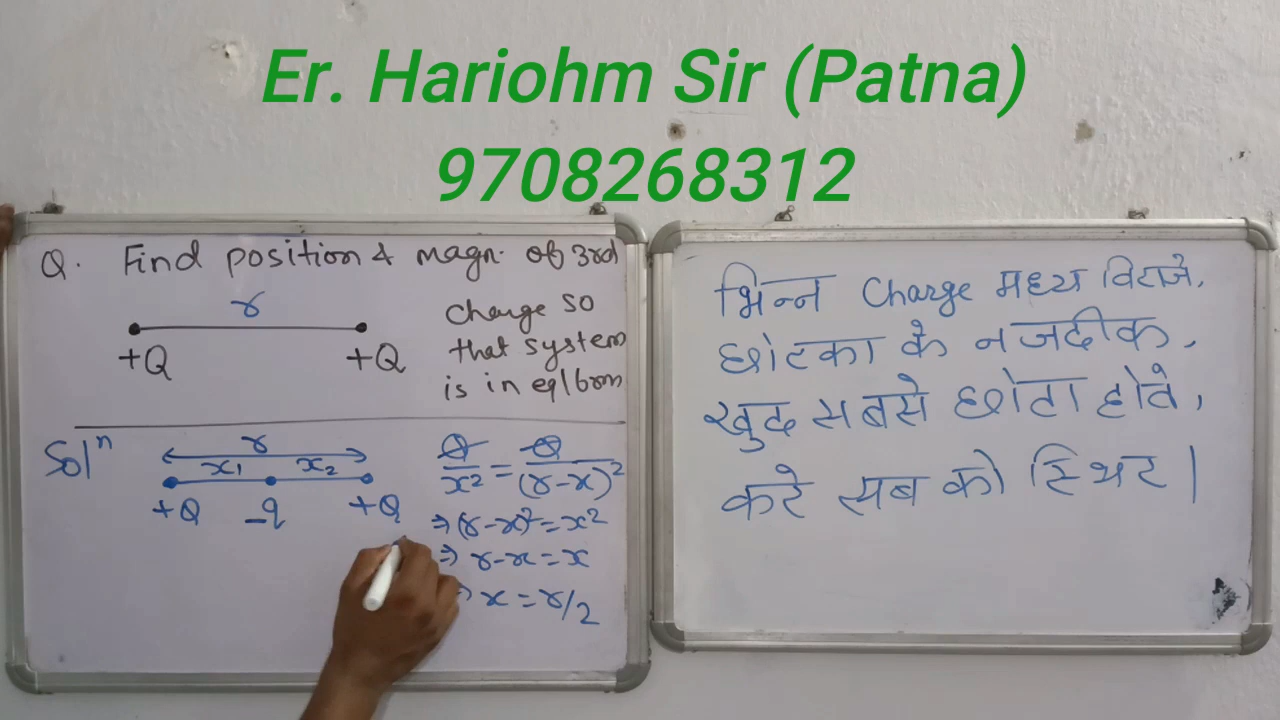 Er. Hariohm Sir (Patna)
9708268312
Q. Find position & magn. of 3rd
charge so
that system
is in eqlbrm
r
+Q +Q
Solⁿ
r
x₁ x₂
+Q -q +Q
Q/x² = Q/(r-x)²
⇒ (r-x)² = x²
⇒ r-x = x
⇒ x = r/2
भिन्न Charge मध्य विराजे,
छोटका के नजदीक,
खुद सबसे छोटा होवे,
करे सब को स्थिर।